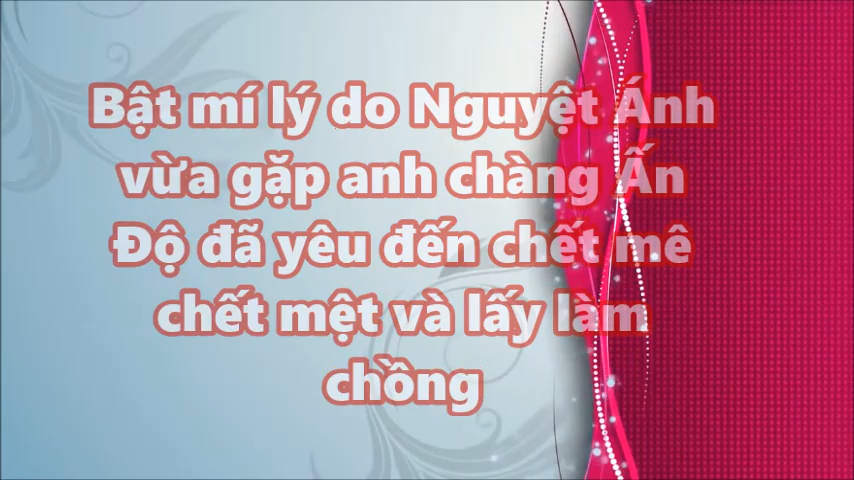 Bật mí lý do Nguyệt Ánh
vừa gặp anh chàng Ấn
Độ đã yêu đến chết mê
chết mệt và lấy làm
chồng